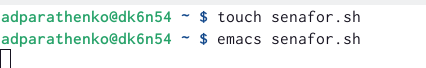 adparathenko@dk6n54 ~ $ touch senafor.sh
adparathenko@dk6n54 ~ $ emacs senafor.sh